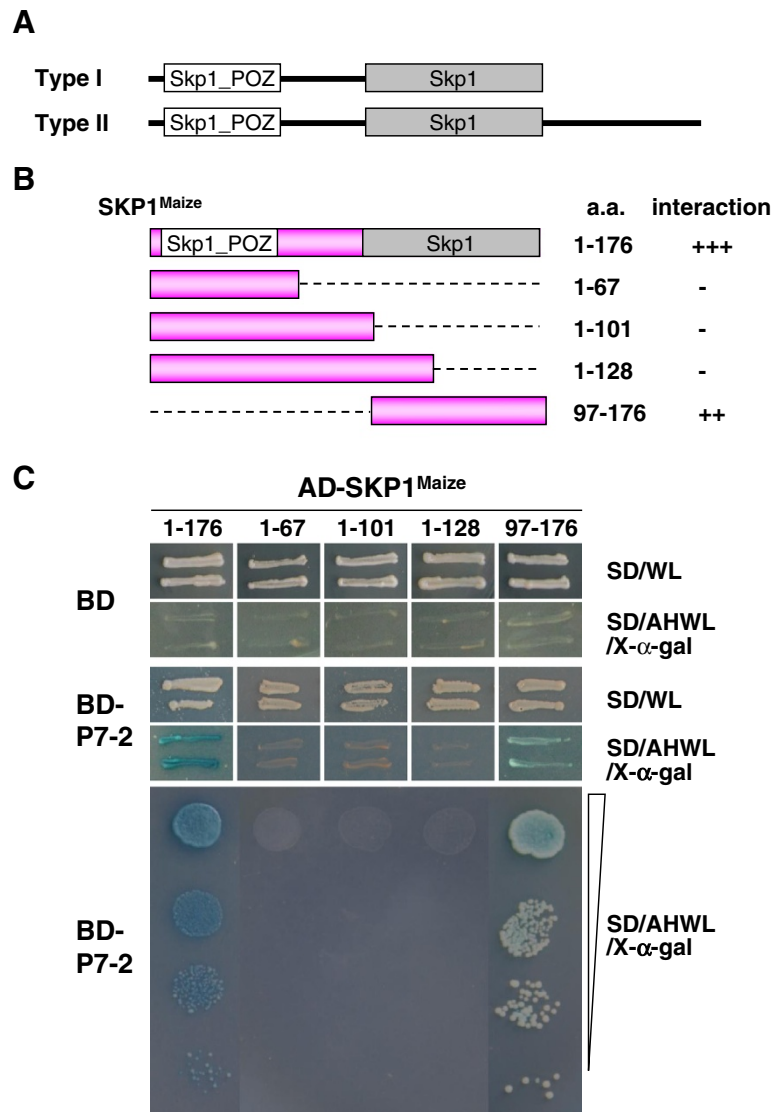 A
Type I Skp1_POZ Skp1
Type II Skp1_POZ Skp1
B
SKP1Maize a.a. interaction
Skp1_POZ Skp1 1-176 +++
1-67 -
1-101 -
1-128 -
97-176 ++
C
AD-SKP1Maize
1-176 1-67 1-101 1-128 97-176
BD
SD/WL
SD/AHWL
/X-α-gal
BD-
P7-2
SD/WL
SD/AHWL
/X-α-gal
BD-
P7-2
SD/AHWL
/X-α-gal